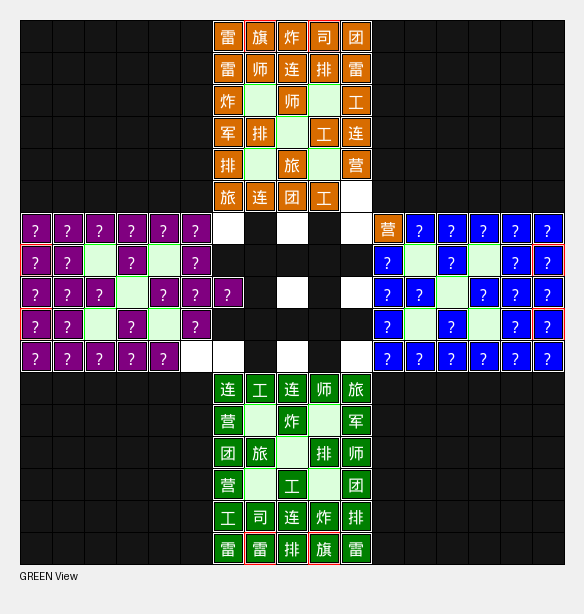 雷 旗 炸 司 团
雷 师 连 排 雷
炸 师 工
军 排 工 连
排 旅 营
旅 连 团 工
? ? ? ? ? ? 营 ? ? ? ? ?
? ? ? ? ? ? ? ?
? ? ? ? ? ? ? ? ? ? ? ?
? ? ? ? ? ? ? ?
? ? ? ? ? ? ? ? ? ? ?
连 工 连 师 旅
营 炸 军
团 旅 排 师
营 工 团
工 司 连 炸 排
雷 雷 排 旗 雷
GREEN View